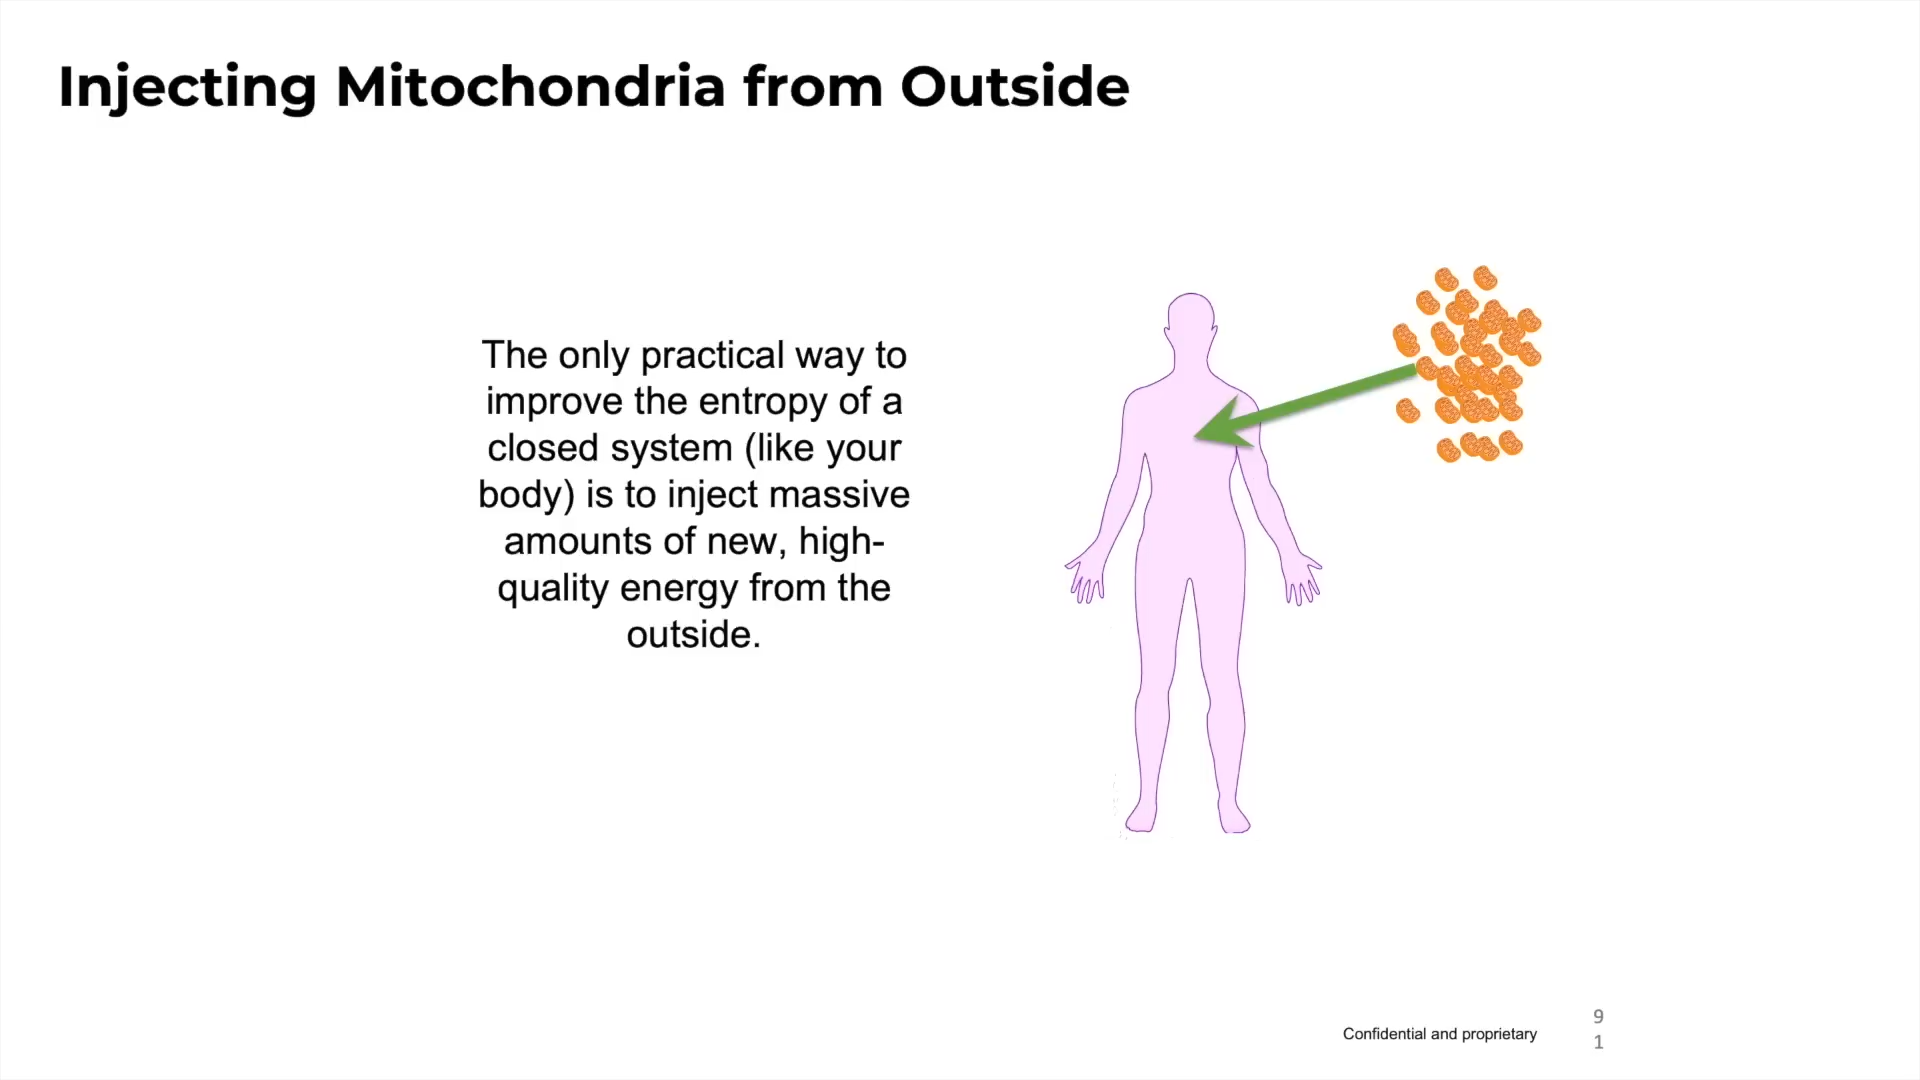 Injecting Mitochondria from Outside
The only practical way to
improve the entropy of a
closed system (like your
body) is to inject massive
amounts of new, high-
quality energy from the
outside.
Confidential and proprietary
9
1